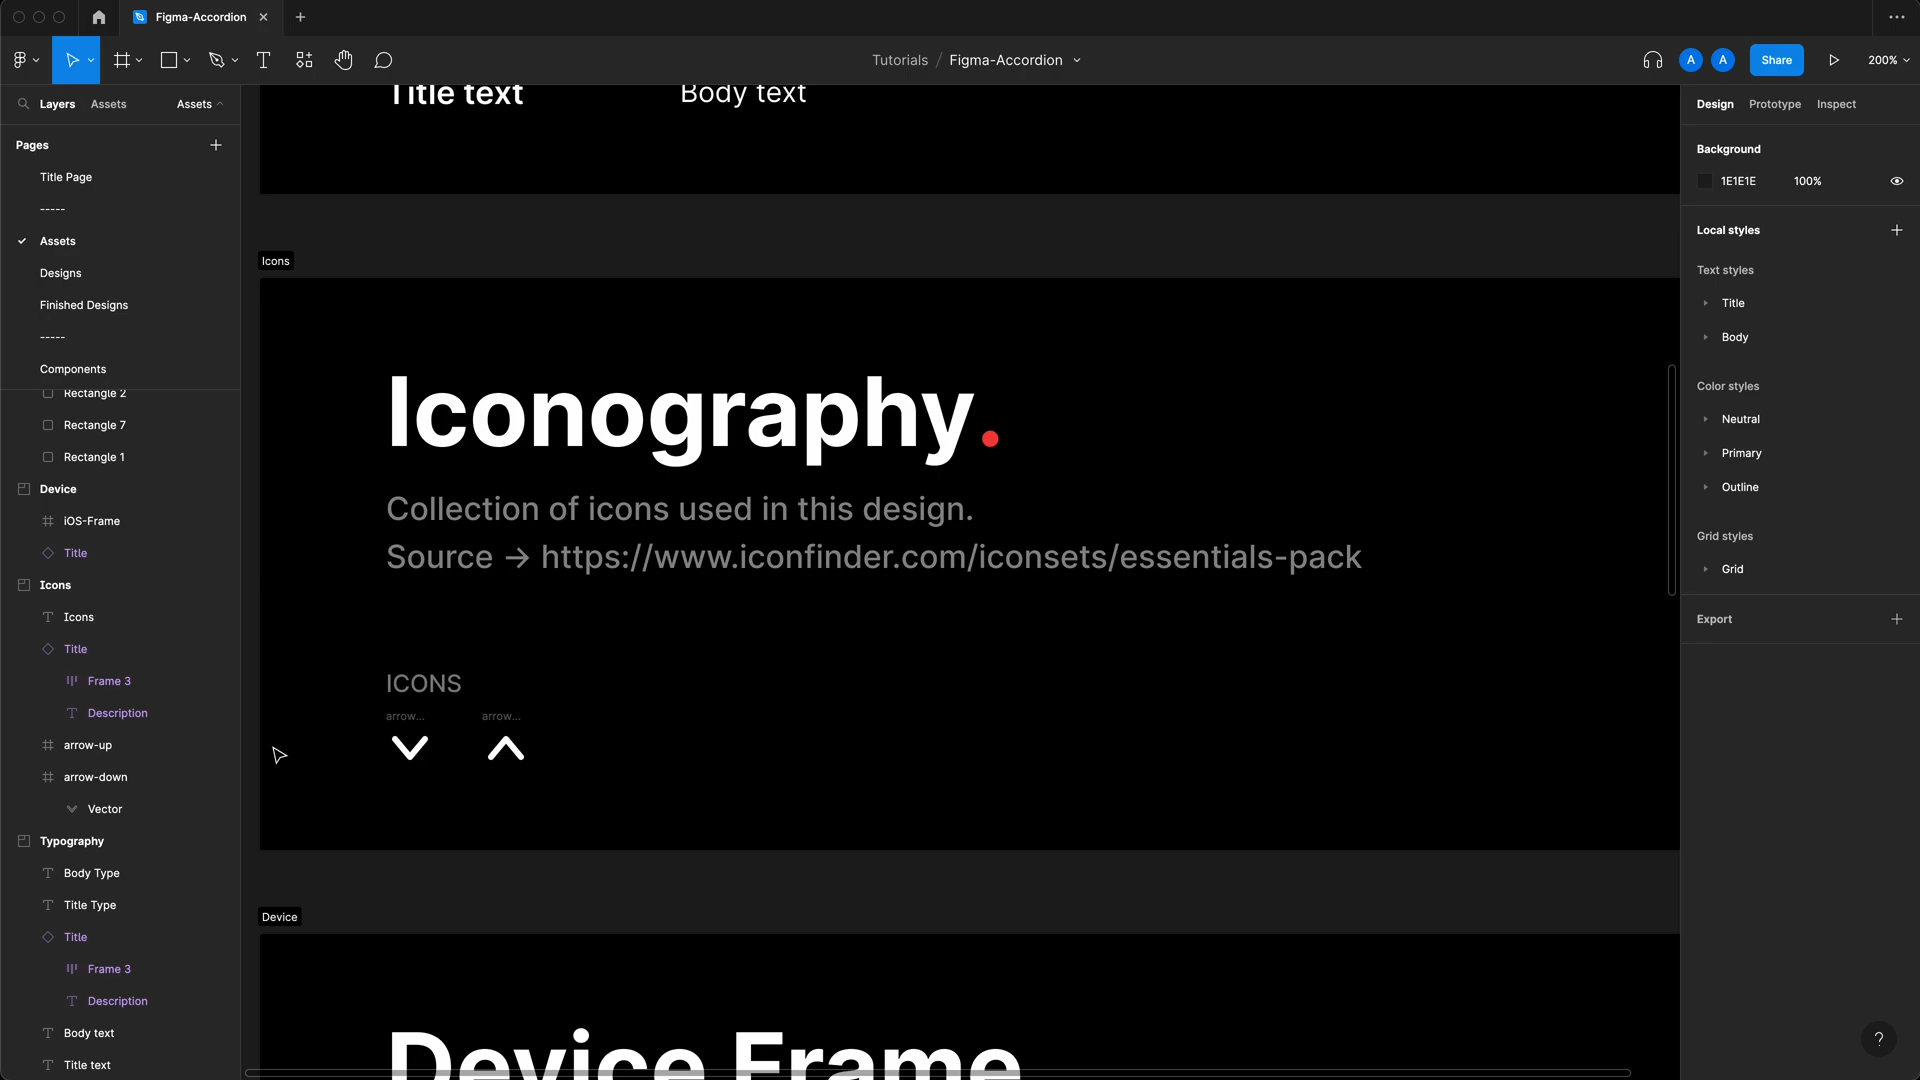 Figma-Accordion
Tutorials / Figma-Accordion
A
A
Share
200%
Layers
Assets
Assets
Pages
Title Page
-----
Assets
Designs
Finished Designs
-----
Components
Rectangle 2
Rectangle 7
Rectangle 1
Device
iOS-Frame
Title
Icons
Icons
Title
Frame 3
Description
arrow-up
arrow-down
Vector
Typography
Body Type
Title Type
Title
Frame 3
Description
Body text
Title text
Title text
Body text
Icons
Iconography.
Collection of icons used in this design.
Source → https://www.iconfinder.com/iconsets/essentials-pack
ICONS
arrow...
arrow...
Device
Device Frame
Design
Prototype
Inspect
Background
1E1E1E
100%
Local styles
Text styles
Title
Body
Color styles
Neutral
Primary
Outline
Grid styles
Grid
Export
?